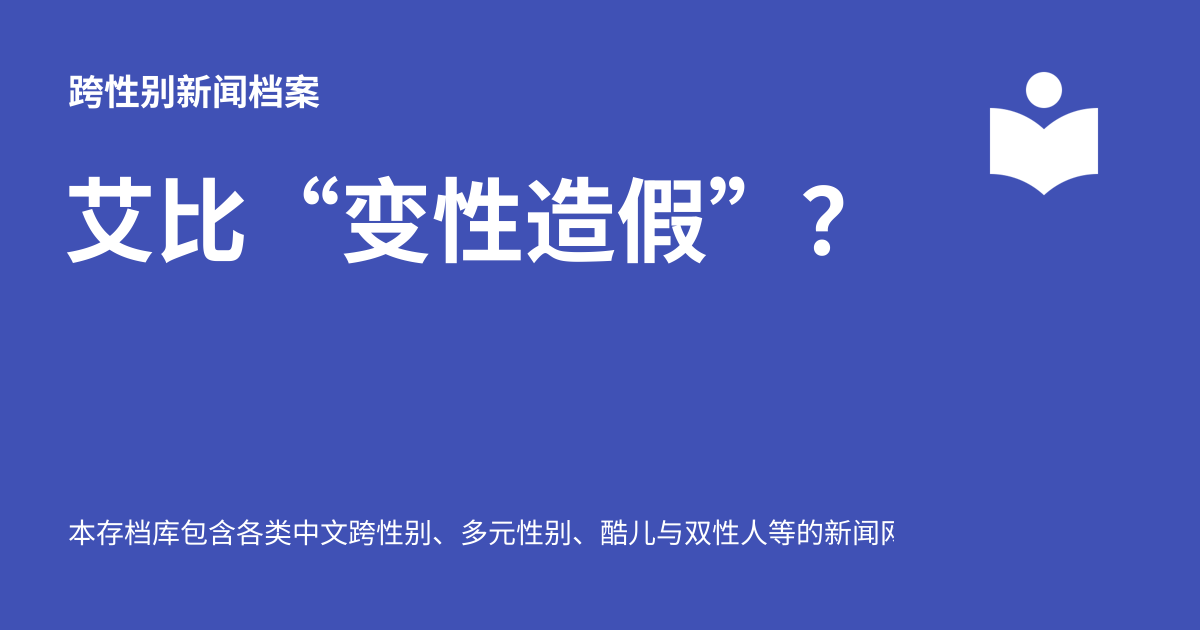 跨性别新闻档案
艾比“变性造假”？
本存档库包含各类中文跨性别、多元性别、酷儿与双性人等的新闻网